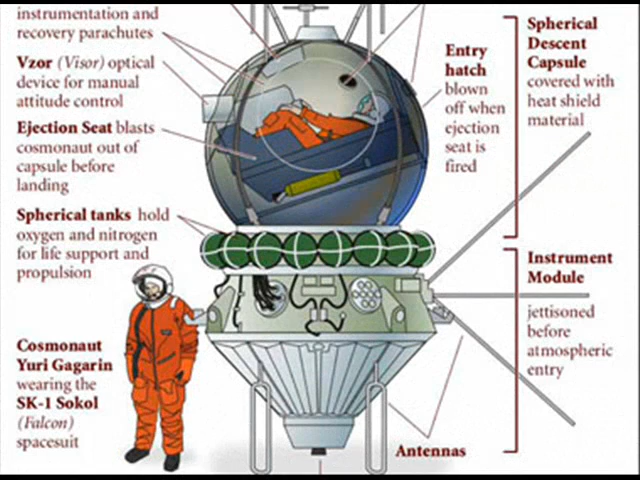 instrumentation and
recovery parachutes
Vzor (Visor) optical
device for manual
attitude control
Ejection Seat blasts
cosmonaut out of
capsule before
landing
Spherical tanks hold
oxygen and nitrogen
for life support and
propulsion
Cosmonaut
Yuri Gagarin
wearing the
SK-1 Sokol
(Falcon)
spacesuit
Entry
hatch
blown
off when
ejection
seat is
fired
Spherical
Descent
Capsule
covered with
heat shield
material
Instrument
Module
jettisoned
before
atmospheric
entry
Antennas